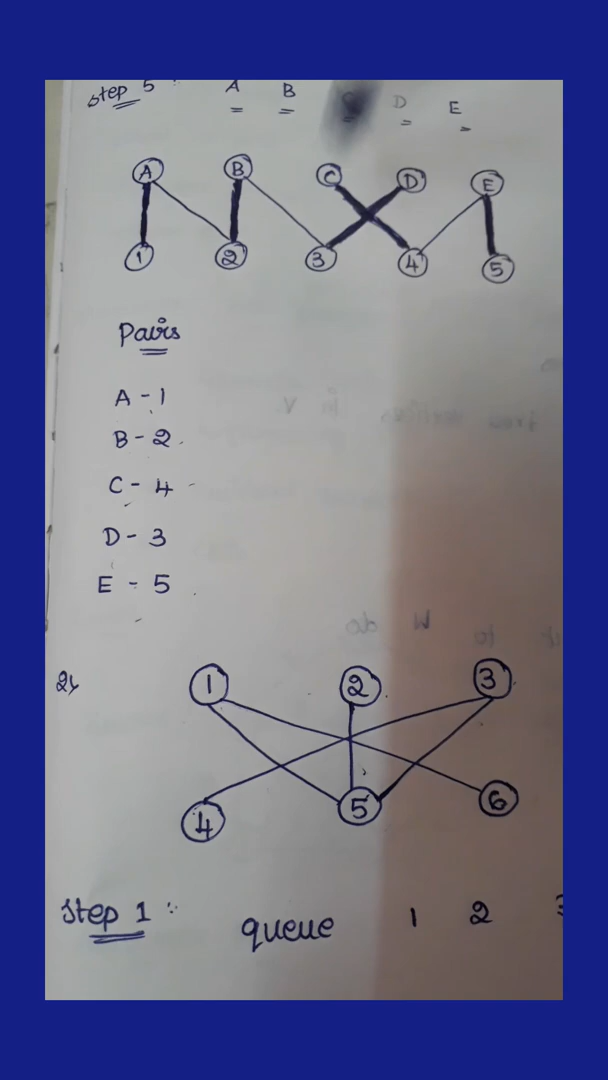 step 5 : A B C D E
A B C D E
1 2 3 4 5
Pairs
A - 1
B - 2
C - 4
D - 3
E - 5
2)
1 2 3
4 5 6
Step 1 :
queue 1 2 3